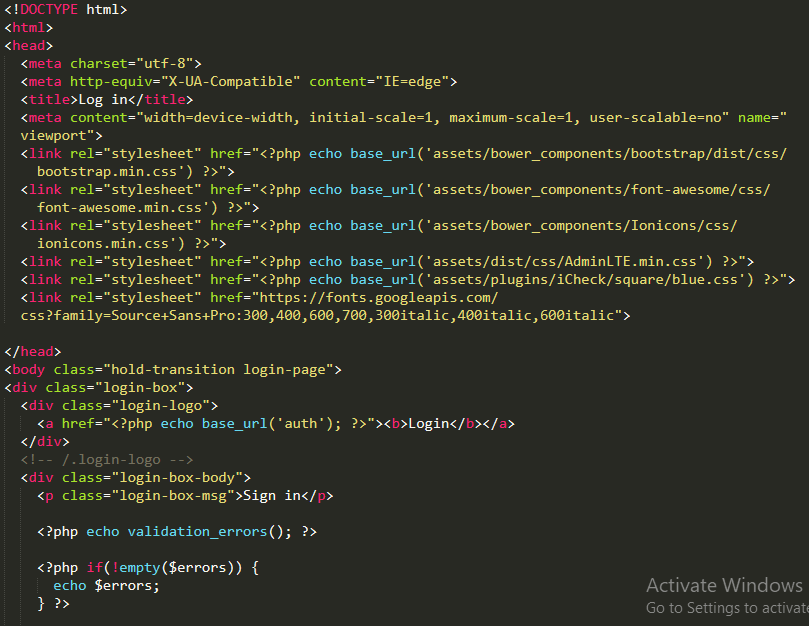 <!DOCTYPE html>
<html>
<head>
  <meta charset="utf-8">
  <meta http-equiv="X-UA-Compatible" content="IE=edge">
  <title>Log in</title>
  <meta content="width=device-width, initial-scale=1, maximum-scale=1, user-scalable=no" name="
  viewport">
  <link rel="stylesheet" href="<?php echo base_url('assets/bower_components/bootstrap/dist/css/
    bootstrap.min.css') ?>">
  <link rel="stylesheet" href="<?php echo base_url('assets/bower_components/font-awesome/css/
    font-awesome.min.css') ?>">
  <link rel="stylesheet" href="<?php echo base_url('assets/bower_components/Ionicons/css/
    ionicons.min.css') ?>">
  <link rel="stylesheet" href="<?php echo base_url('assets/dist/css/AdminLTE.min.css') ?>">
  <link rel="stylesheet" href="<?php echo base_url('assets/plugins/iCheck/square/blue.css') ?>">
  <link rel="stylesheet" href="https://fonts.googleapis.com/
  css?family=Source+Sans+Pro:300,400,600,700,300italic,400italic,600italic">

</head>
<body class="hold-transition login-page">
<div class="login-box">
  <div class="login-logo">
    <a href="<?php echo base_url('auth'); ?>"><b>Login</b></a>
  </div>
  <!-- /.login-logo -->
  <div class="login-box-body">
    <p class="login-box-msg">Sign in</p>

    <?php echo validation_errors(); ?>

    <?php if(!empty($errors)) {
      echo $errors;
    } ?>
Activate Windows
Go to Settings to activate